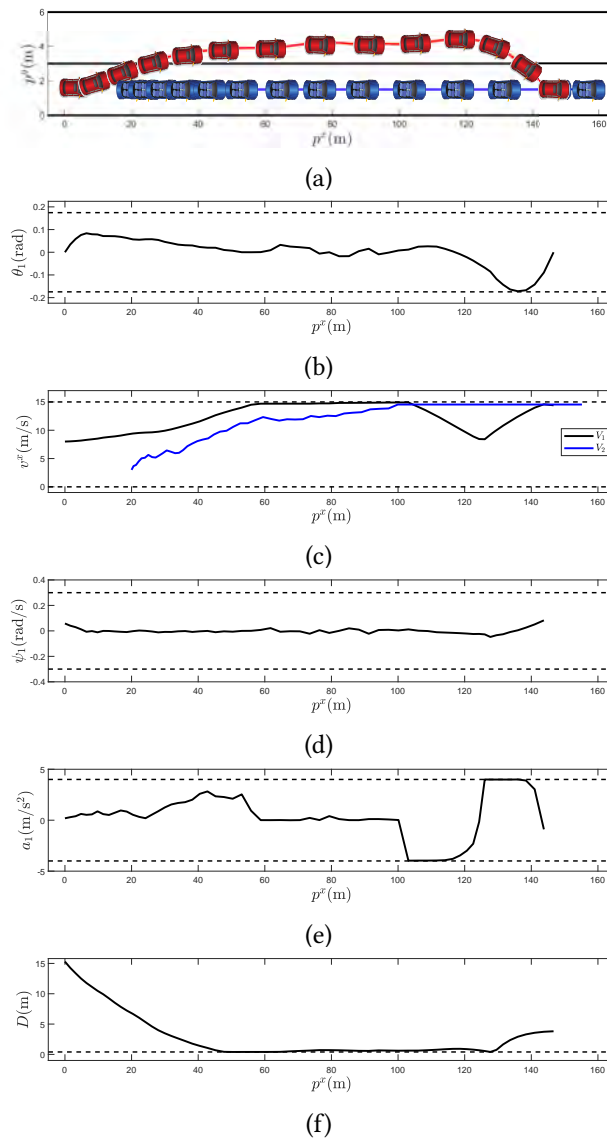 6
4
2
0
p^y(m)
0 20 40 60 80 100 120 140 160
p^x(m)
(a)
0.2
0.1
0
-0.1
-0.2
θ_1(rad)
0 20 40 60 80 100 120 140 160
p^x(m)
(b)
15
10
5
0
v^x(m/s)
V_1
V_2
0 20 40 60 80 100 120 140 160
p^x(m)
(c)
0.4
0.2
0
-0.2
-0.4
ψ_1(rad/s)
0 20 40 60 80 100 120 140 160
p^x(m)
(d)
5
0
-5
a_1(m/s^2)
0 20 40 60 80 100 120 140 160
p^x(m)
(e)
15
10
5
0
D(m)
0 20 40 60 80 100 120 140 160
p^x(m)
(f)